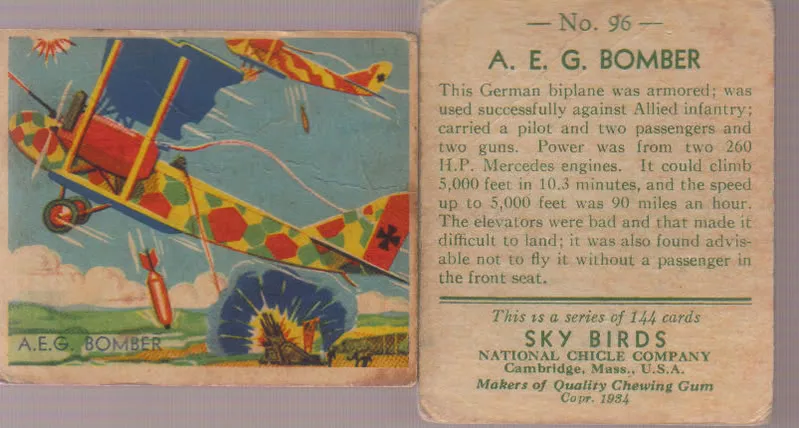 A.E.G. BOMBER
— No. 96 —
A. E. G. BOMBER
This German biplane was armored; was
used successfully against Allied infantry;
carried a pilot and two passengers and
two guns. Power was from two 260
H.P. Mercedes engines. It could climb
5,000 feet in 10.3 minutes, and the speed
up to 5,000 feet was 90 miles an hour.
The elevators were bad and that made it
difficult to land; it was also found advis-
able not to fly it without a passenger in
the front seat.
This is a series of 144 cards
SKY BIRDS
NATIONAL CHICLE COMPANY
Cambridge, Mass., U.S.A.
Makers of Quality Chewing Gum
Copr. 1934